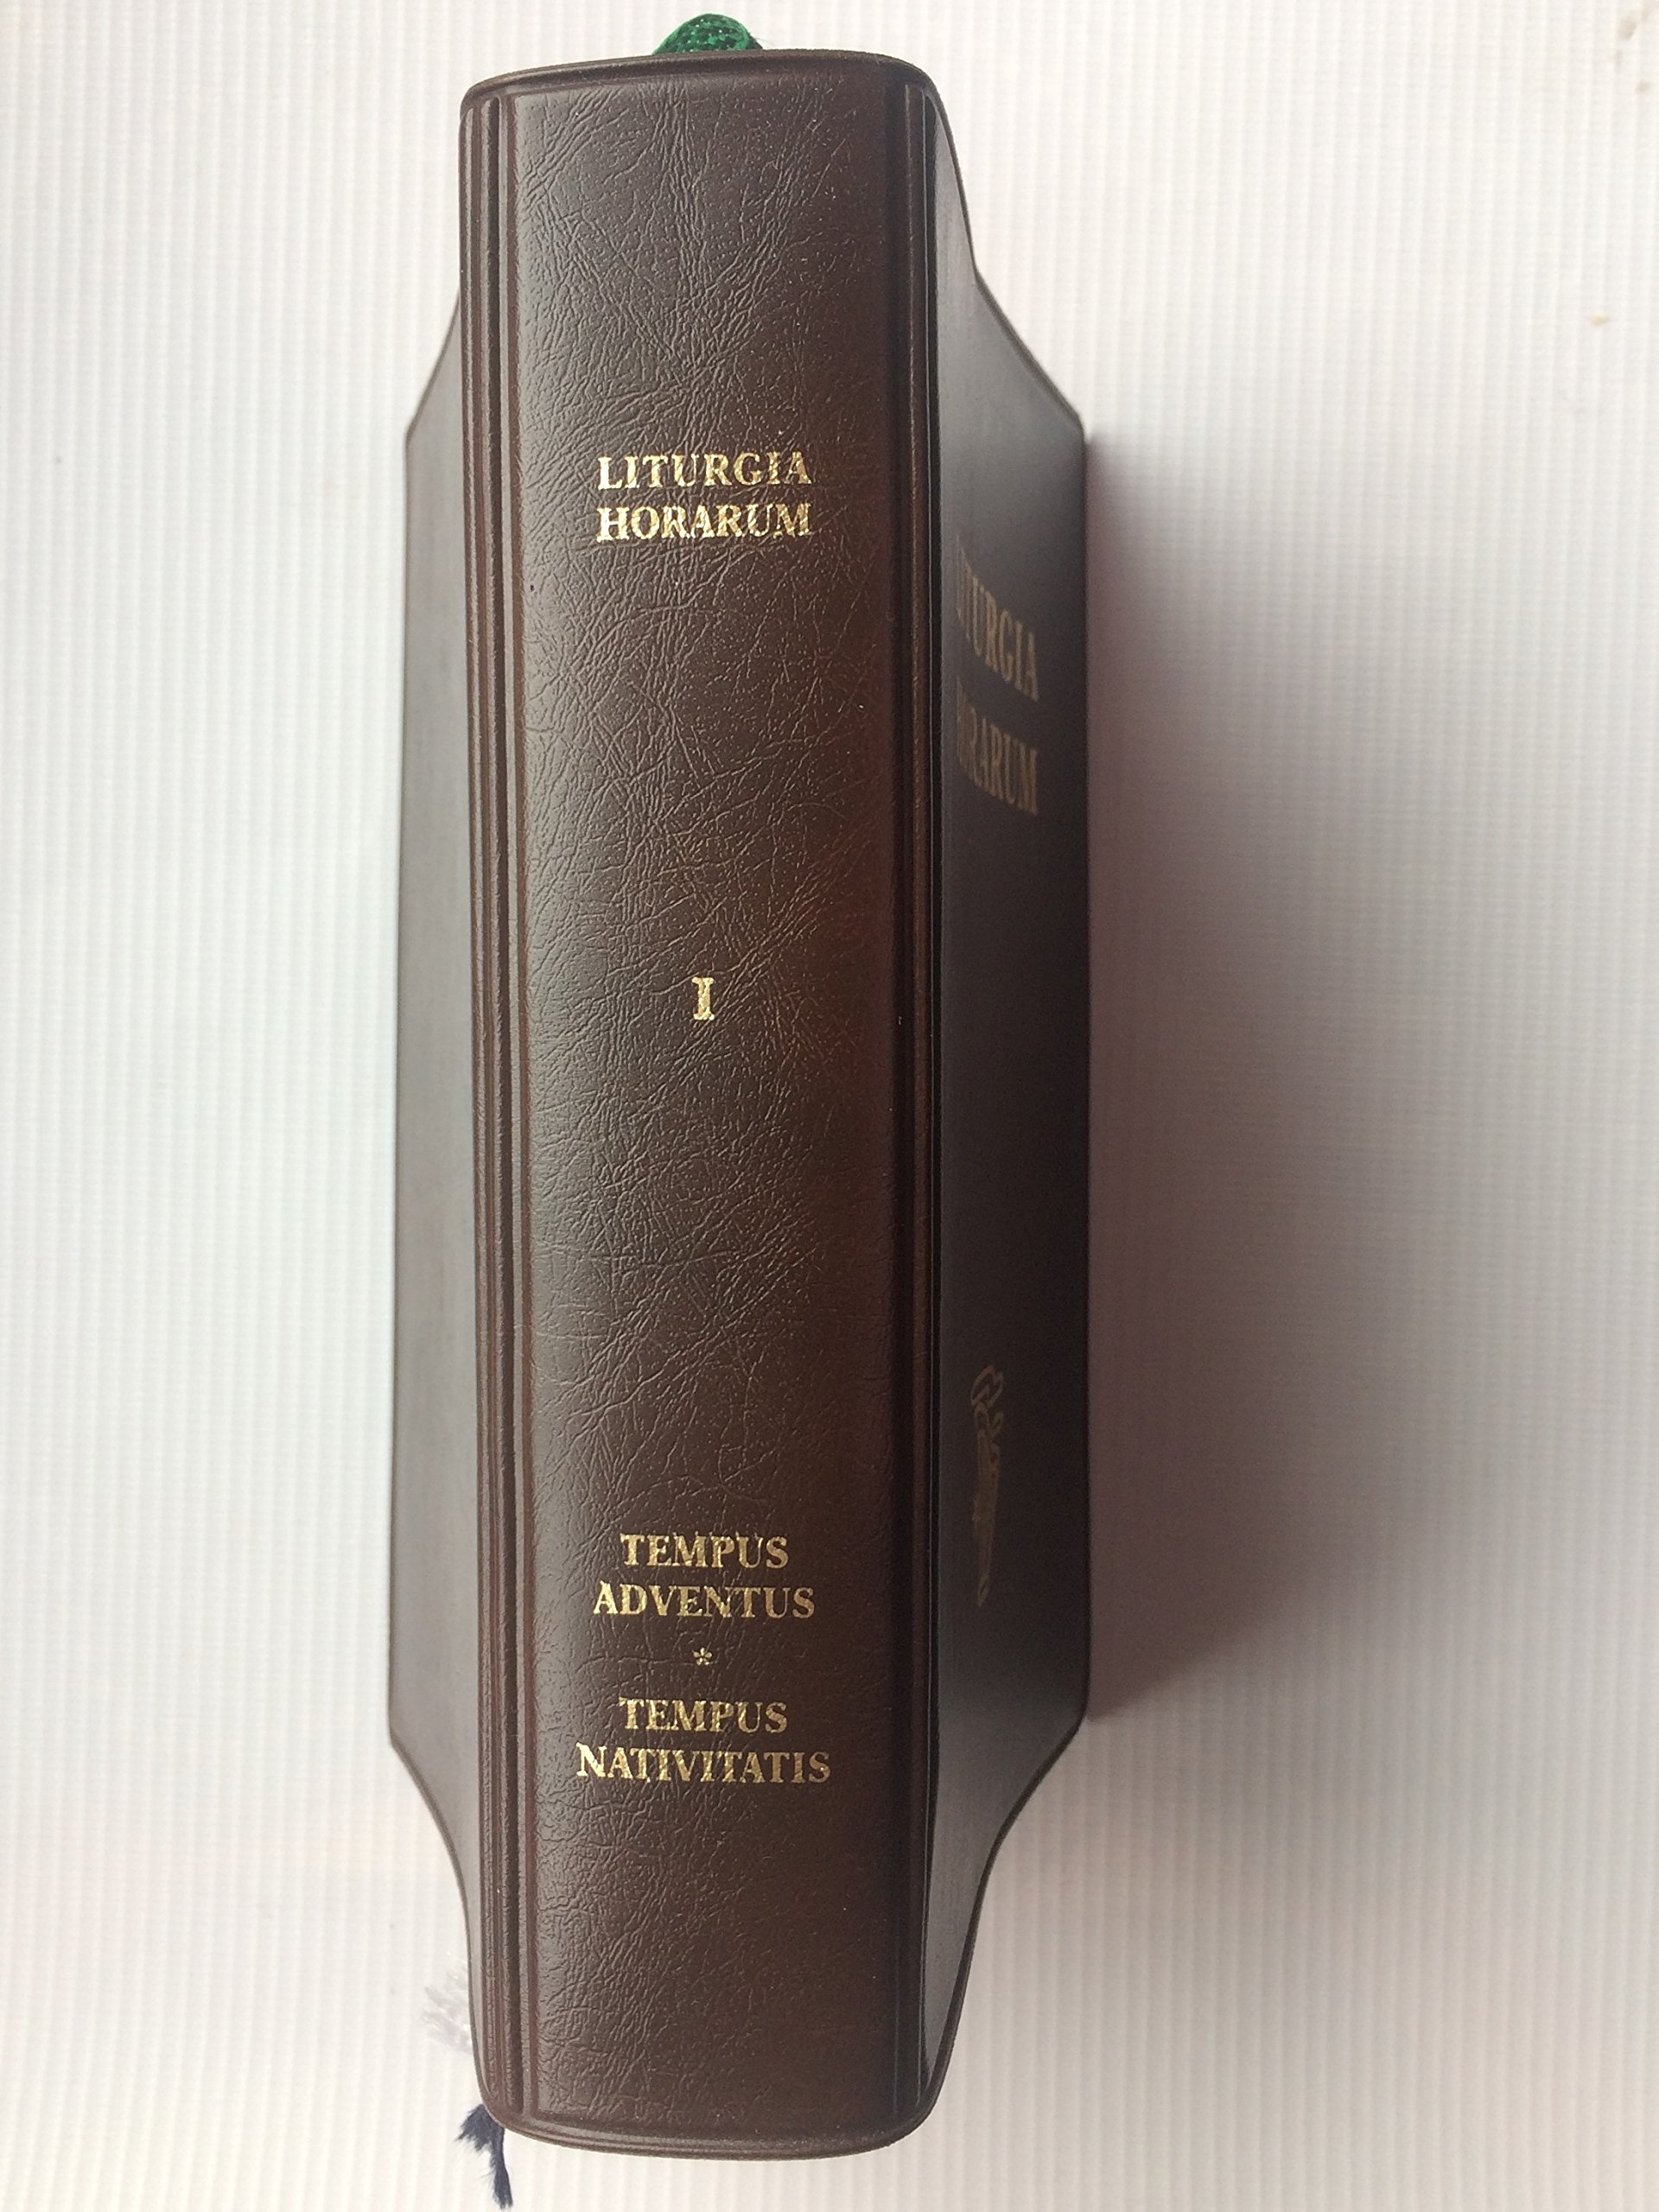 LITURGIA
HORARUM
I
TEMPUS
ADVENTUS
*
TEMPUS
NATIVITATIS
LITURGIA
HORARUM